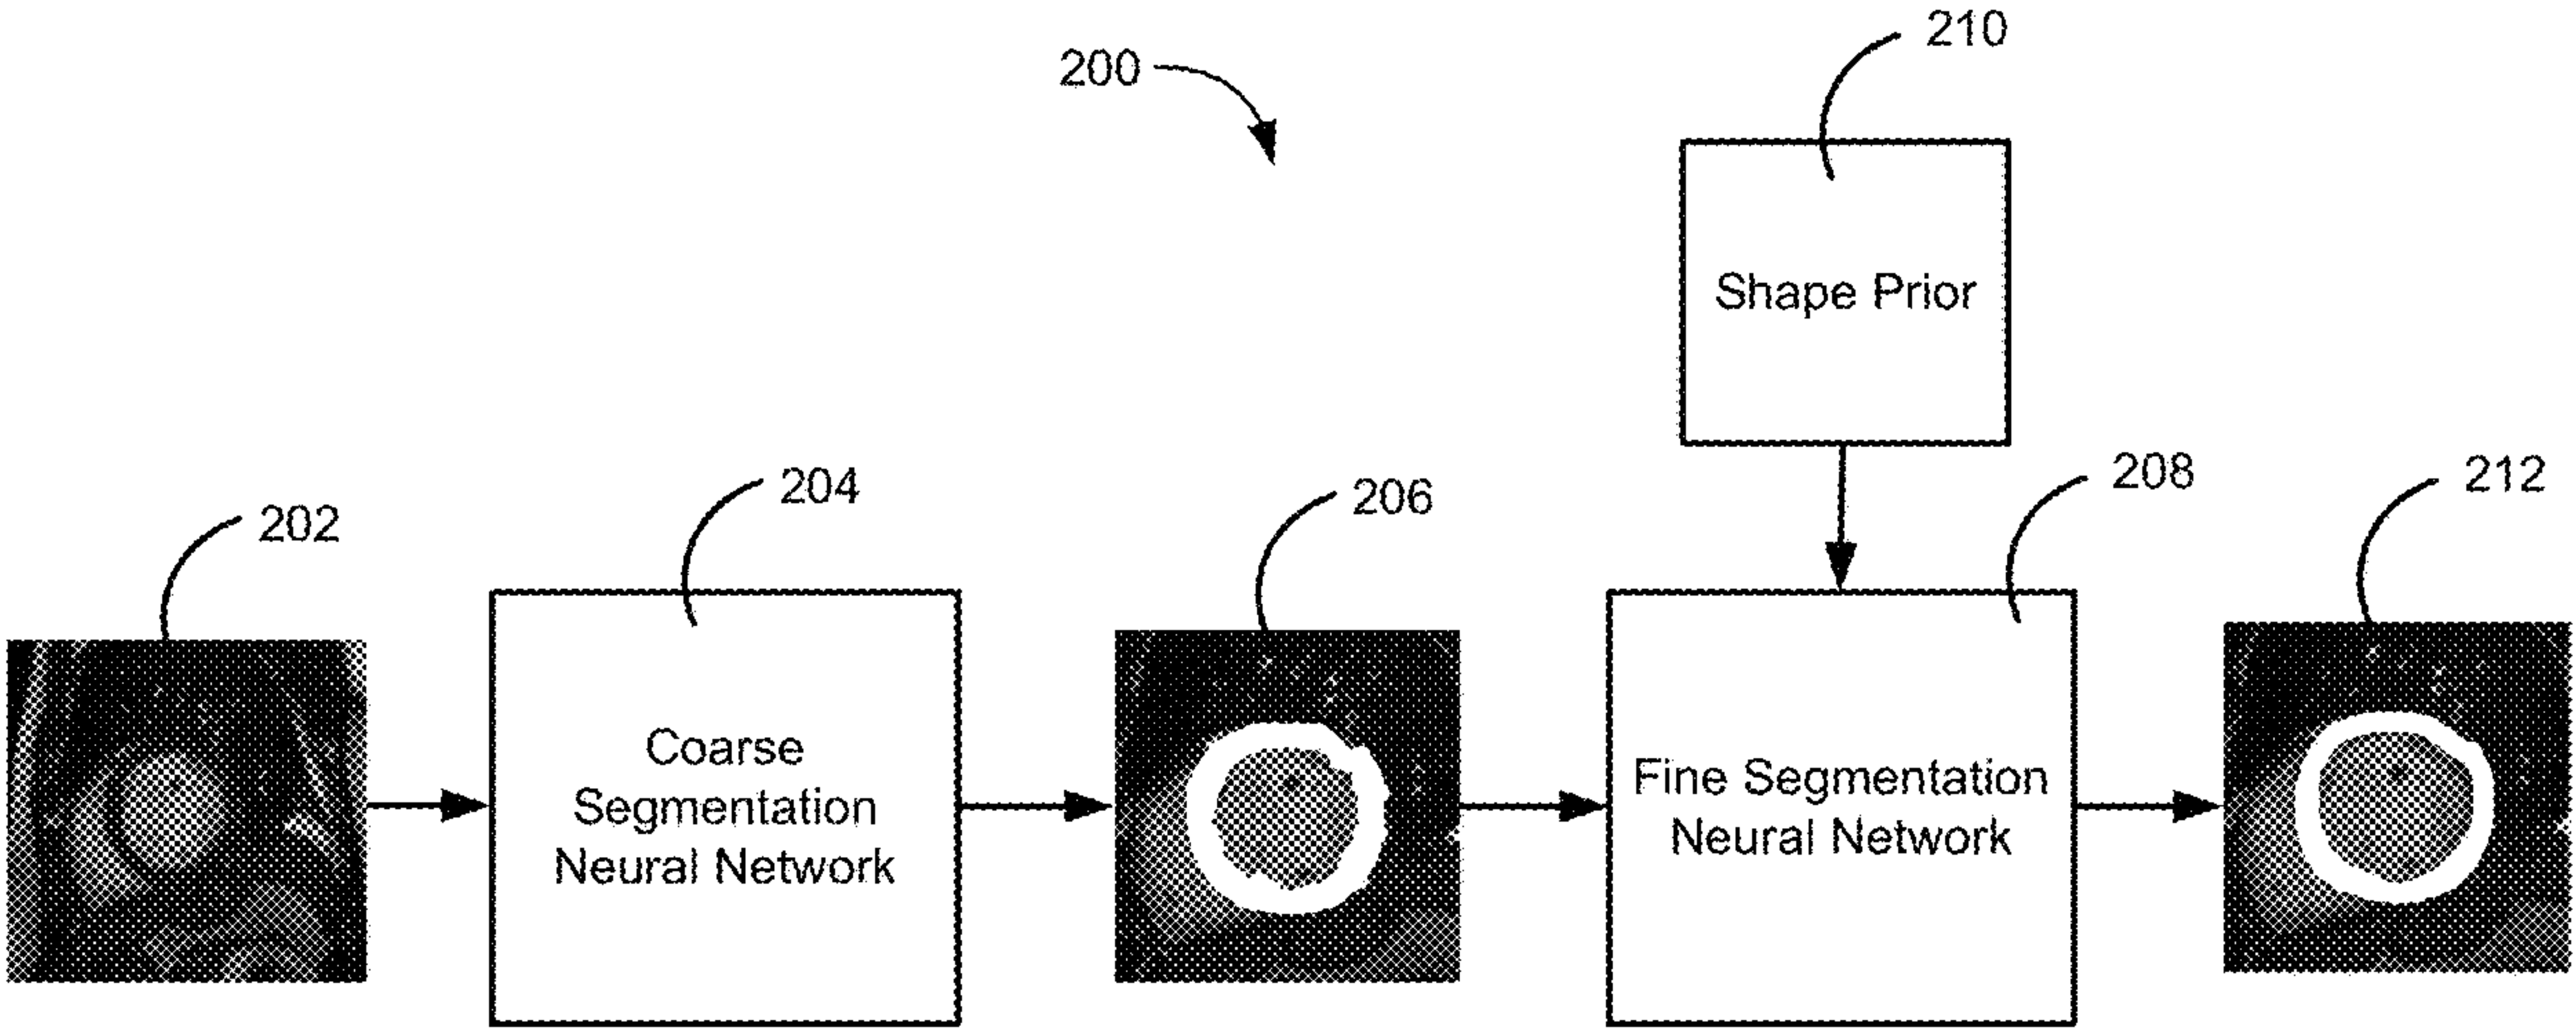 200
210
Shape Prior
202
204
206
208
212
Coarse
Segmentation
Neural Network
Fine Segmentation
Neural Network